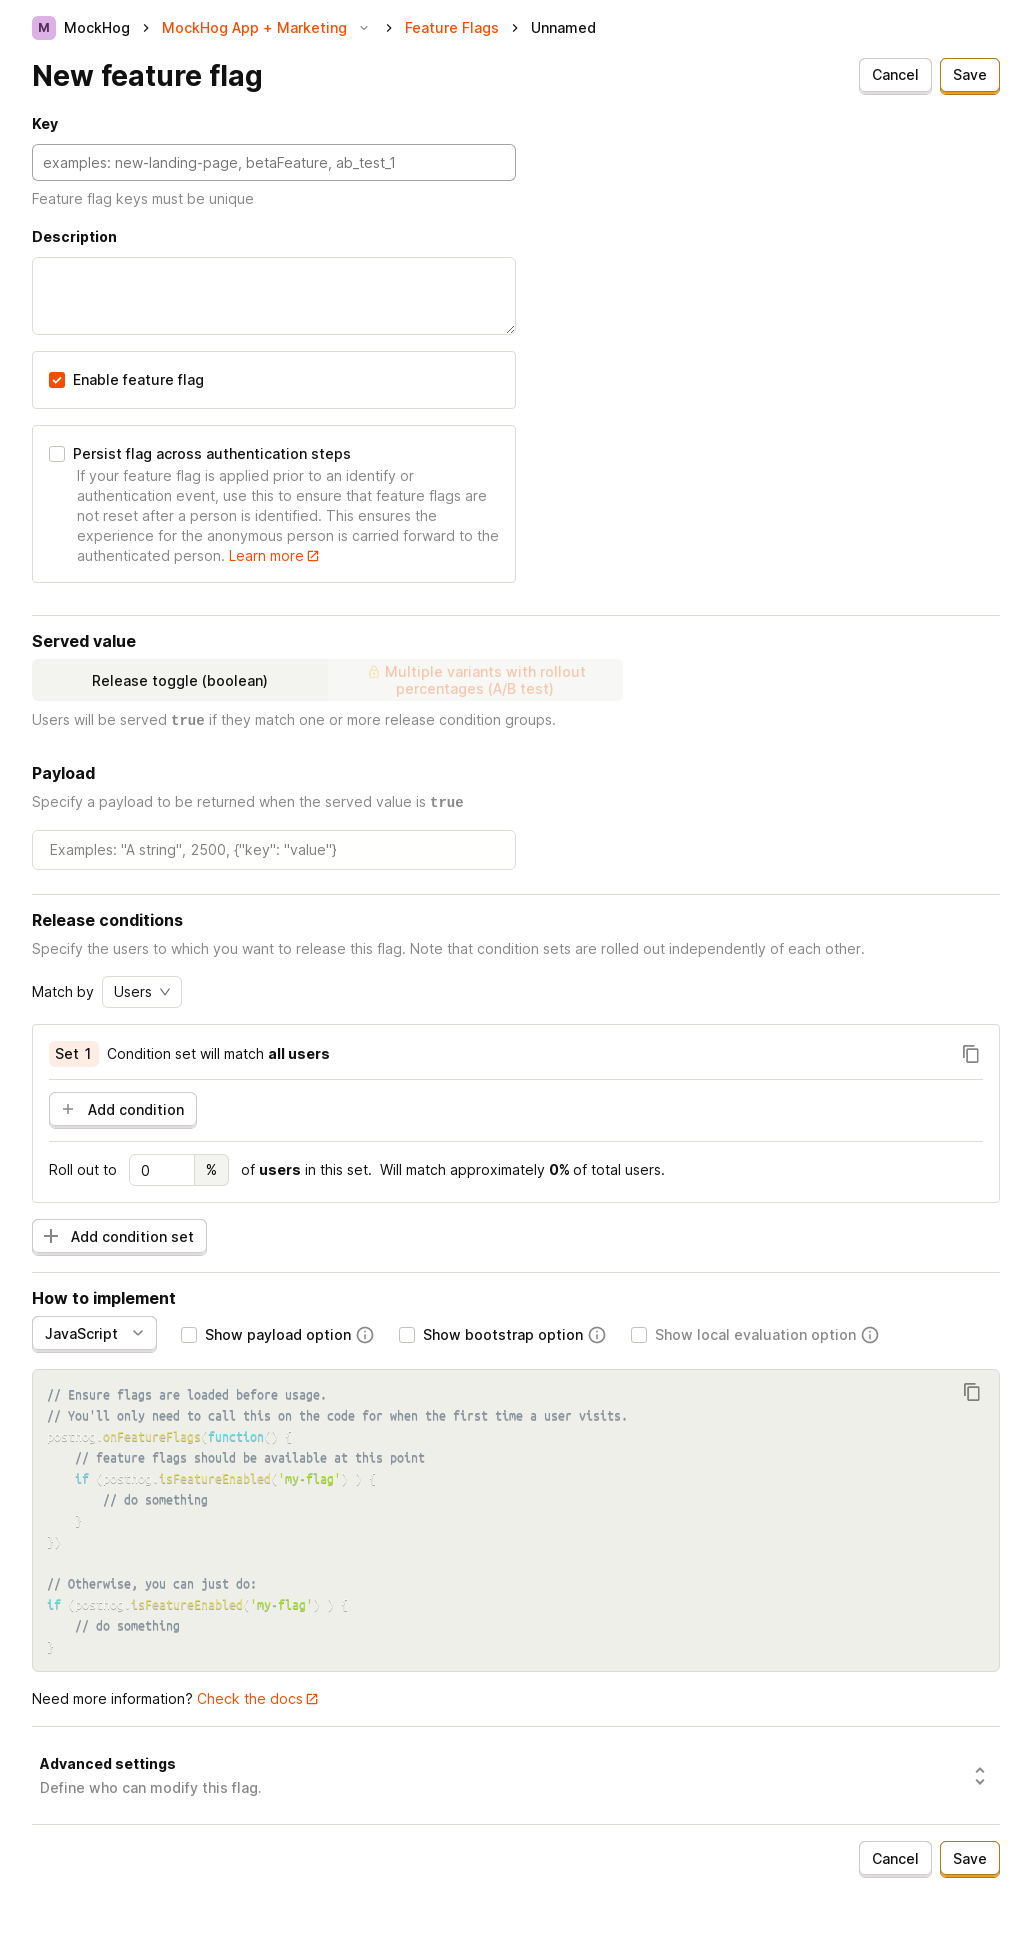 M MockHog MockHog App + Marketing Feature Flags Unnamed
New feature flag
Cancel Save
Key
examples: new-landing-page, betaFeature, ab_test_1
Feature flag keys must be unique
Description
Enable feature flag
Persist flag across authentication steps
If your feature flag is applied prior to an identify or
authentication event, use this to ensure that feature flags are
not reset after a person is identified. This ensures the
experience for the anonymous person is carried forward to the
authenticated person. Learn more
Served value
Release toggle (boolean)
Multiple variants with rollout
percentages (A/B test)
Users will be served true if they match one or more release condition groups.
Payload
Specify a payload to be returned when the served value is true
Examples: "A string", 2500, {"key": "value"}
Release conditions
Specify the users to which you want to release this flag. Note that condition sets are rolled out independently of each other.
Match by Users
Set 1 Condition set will match all users
Add condition
Roll out to 0 % of users in this set. Will match approximately 0% of total users.
Add condition set
How to implement
JavaScript Show payload option Show bootstrap option Show local evaluation option
// Ensure flags are loaded before usage.
// You'll only need to call this on the code for when the first time a user visits.
posthog.onFeatureFlags(function() {
    // feature flags should be available at this point
    if (posthog.isFeatureEnabled('my-flag') ) {
        // do something
    }
})
// Otherwise, you can just do:
if (posthog.isFeatureEnabled('my-flag') ) {
    // do something
}
Need more information? Check the docs
Advanced settings
Define who can modify this flag.
Cancel Save